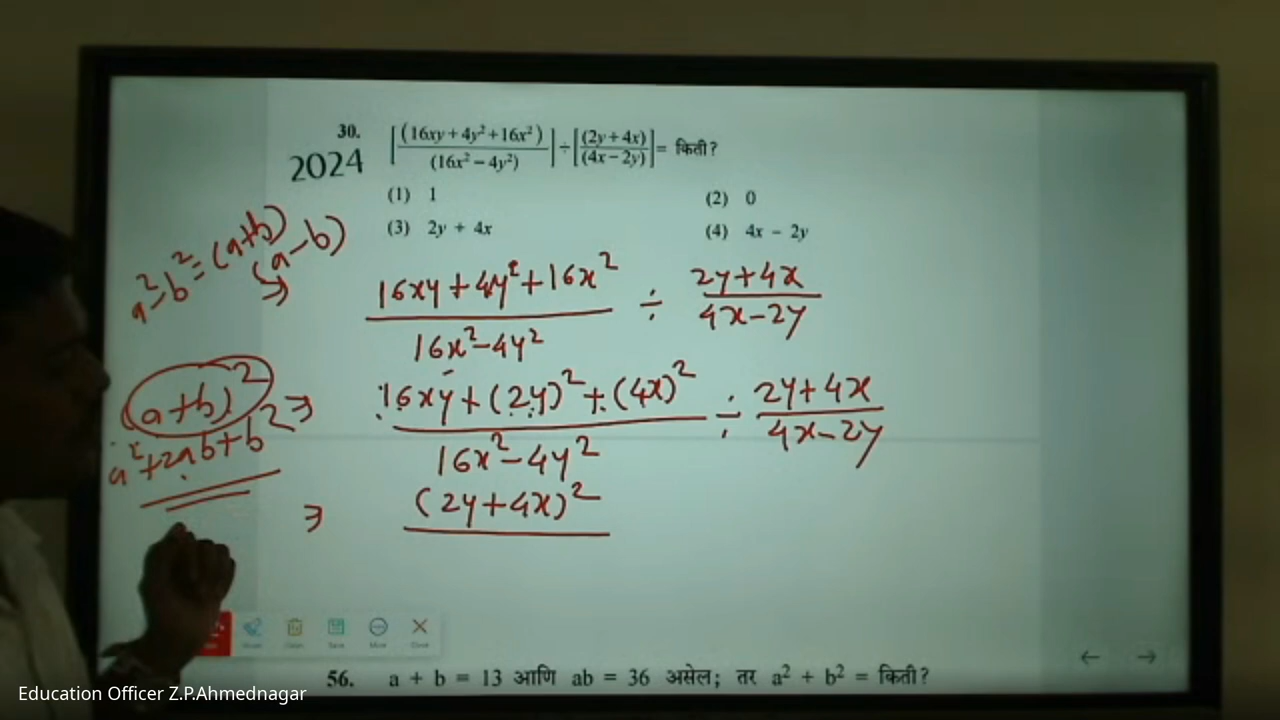 30. [(16xy + 4y² + 16x²) / (16x² − 4y²)] ÷ [(2y + 4x) / (4x − 2y)] = किती?
2024
(1) 1 (2) 0
(3) 2y + 4x (4) 4x − 2y
a²-b² = (a+b)
(a-b)
⇒ 16xy + 4y² + 16x² / 16x² - 4y² ÷ 2y+4x / 4x-2y
(a+b)²
a²+2ab+b²
⇒ 16xy + (2y)² + (4x)² / 16x² - 4y² ÷ 2y+4x / 4x-2y
⇒ (2y+4x)²
56. a + b = 13 आणि ab = 36 असेल; तर a² + b² = किती?
Education Officer Z.P.Ahmednagar